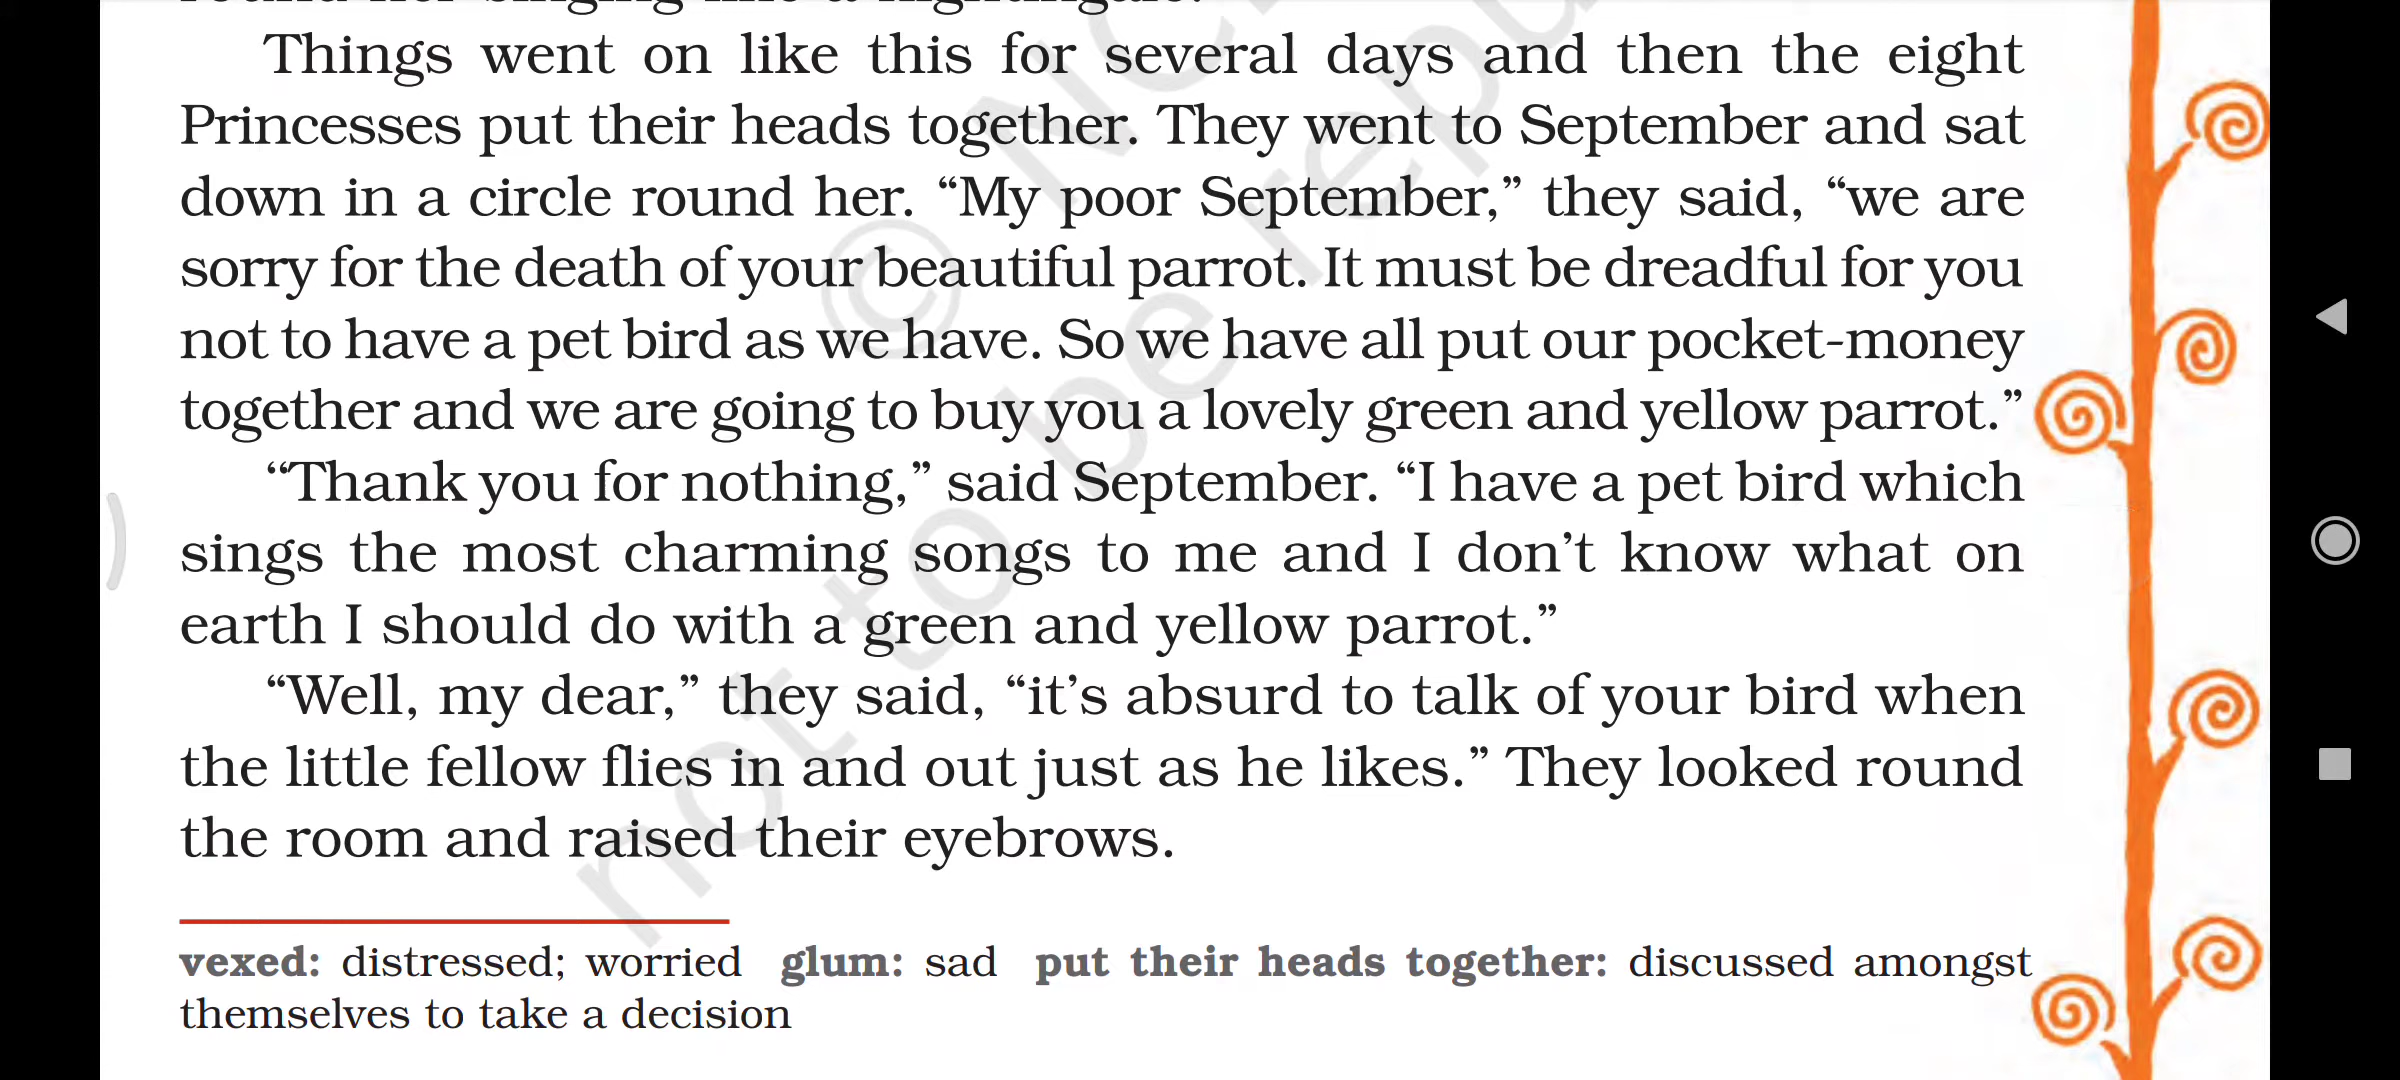 Things went on like this for several days and then the eight
Princesses put their heads together. They went to September and sat
down in a circle round her. “My poor September,” they said, “we are
sorry for the death of your beautiful parrot. It must be dreadful for you
not to have a pet bird as we have. So we have all put our pocket-money
together and we are going to buy you a lovely green and yellow parrot.”
“Thank you for nothing,” said September. “I have a pet bird which
sings the most charming songs to me and I don’t know what on
earth I should do with a green and yellow parrot.”
“Well, my dear,” they said, “it’s absurd to talk of your bird when
the little fellow flies in and out just as he likes.” They looked round
the room and raised their eyebrows.
vexed: distressed; worried glum: sad put their heads together: discussed amongst
themselves to take a decision
© NC
not to be repu